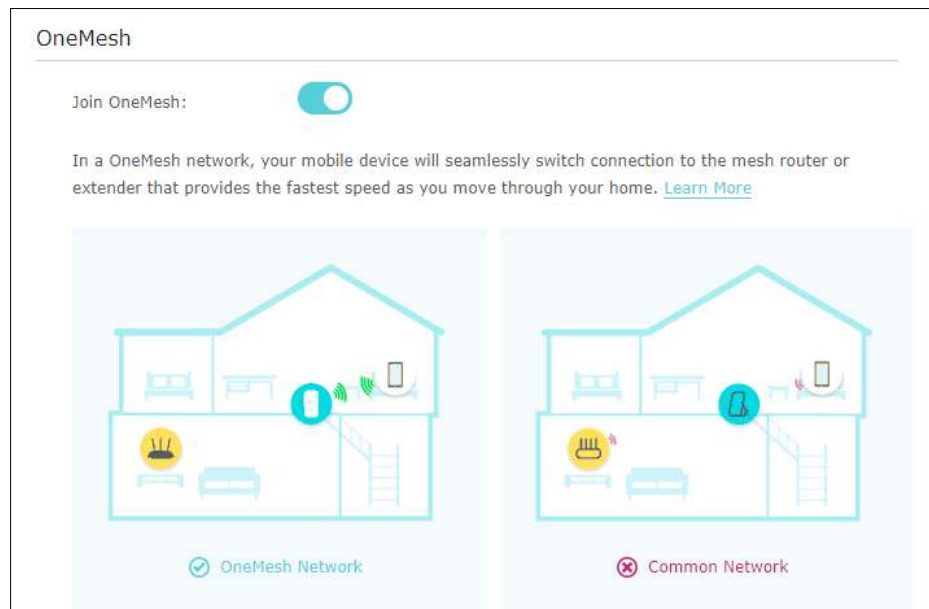 OneMesh
Join OneMesh:
In a OneMesh network, your mobile device will seamlessly switch connection to the mesh router or
extender that provides the fastest speed as you move through your home. Learn More
OneMesh Network
Common Network